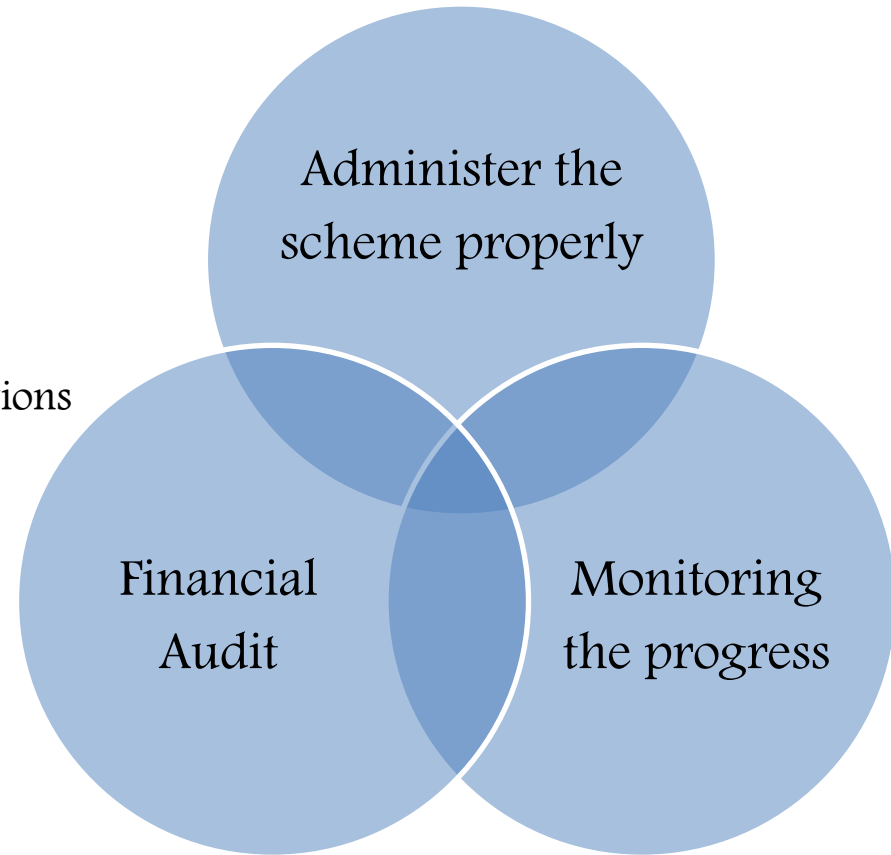 Administer the
scheme properly
ions
Financial
Audit
Monitoring
the progress